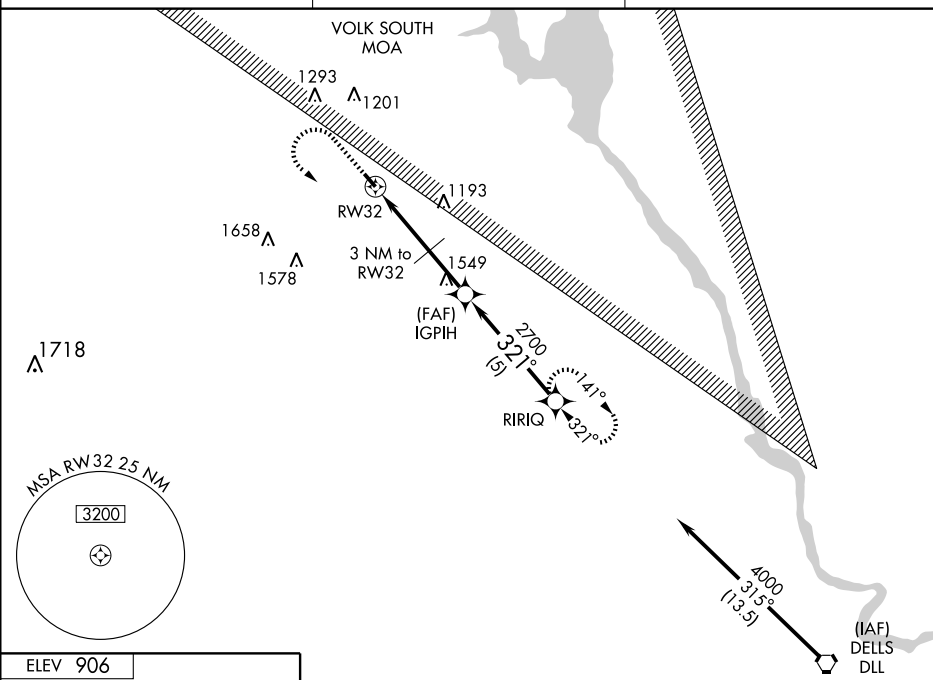 VOLK SOUTH
MOA
1293
1201
1193
RW32
1658
1578
3 NM to
RW32
1549
(FAF)
IGPIH
2700
321°
(5)
1718
141°
RIRIQ
321°
MSA RW32 25 NM
3200
4000
315°
(13.5)
(IAF)
DELLS
DLL
ELEV 906